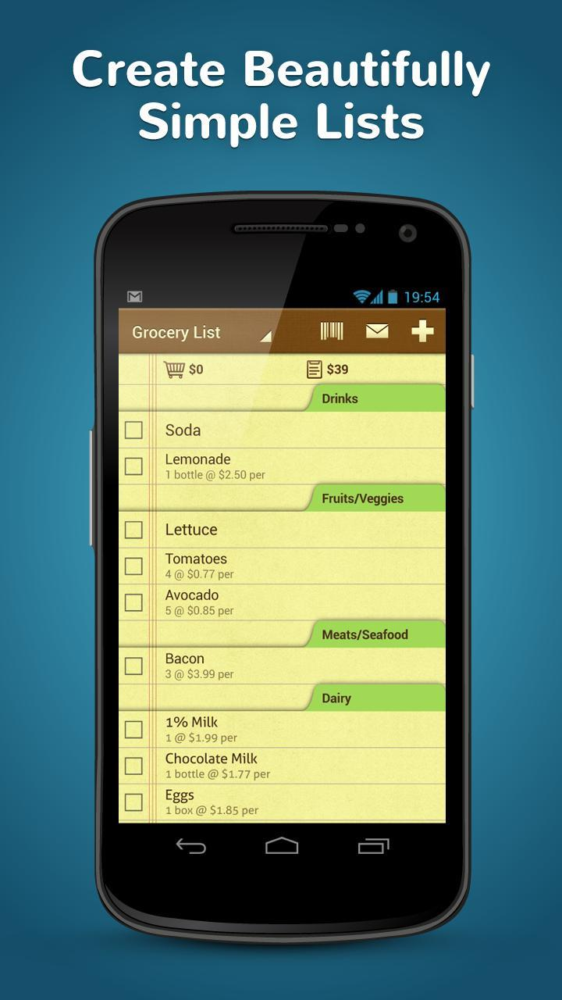 Create Beautifully
Simple Lists
19:54
Grocery List
$0 $39
Drinks
Soda
Lemonade
1 bottle @ $2.50 per
Fruits/Veggies
Lettuce
Tomatoes
4 @ $0.77 per
Avocado
5 @ $0.85 per
Meats/Seafood
Bacon
3 @ $3.99 per
Dairy
1% Milk
1 @ $1.99 per
Chocolate Milk
1 bottle @ $1.77 per
Eggs
1 box @ $1.85 per